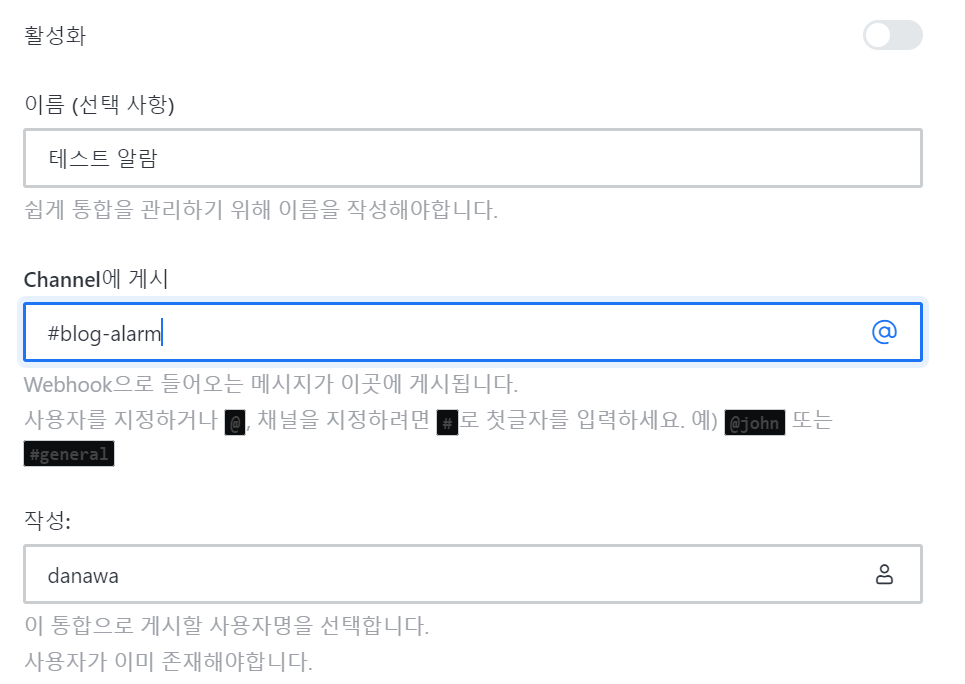 활성화
이름 (선택 사항)
테스트 알람
쉽게 통합을 관리하기 위해 이름을 작성해야합니다.
Channel에 게시
#blog-alarm
Webhook으로 들어오는 메시지가 이곳에 게시됩니다.
사용자를 지정하거나 @, 채널을 지정하려면 #로 첫글자를 입력하세요. 예) @john 또는
#general
작성:
danawa
이 통합으로 게시할 사용자명을 선택합니다.
사용자가 이미 존재해야합니다.